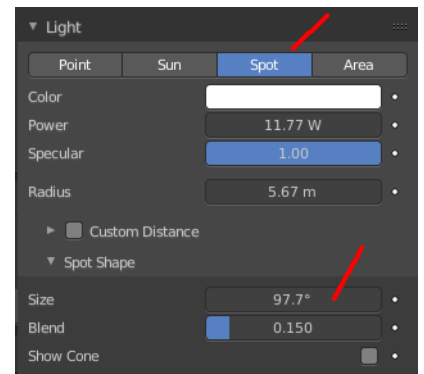 Light
Point Sun Spot Area
Color
Power 11.77 W
Specular 1.00
Radius 5.67 m
Custom Distance
Spot Shape
Size 97.7°
Blend 0.150
Show Cone